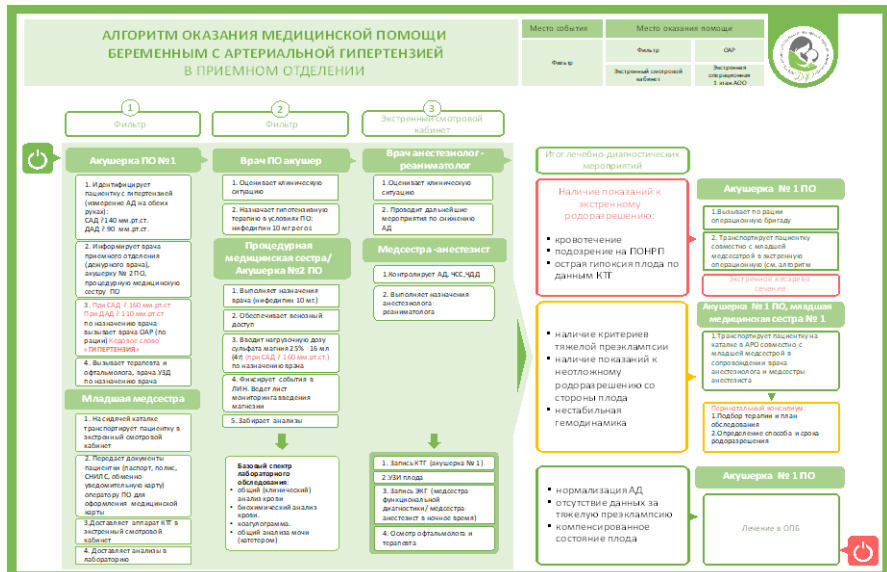 АЛГОРИТМ ОКАЗАНИЯ МЕДИЦИНСКОЙ ПОМОЩИ
БЕРЕМЕННЫМ С АРТЕРИАЛЬНОЙ ГИПЕРТЕНЗИЕЙ
В ПРИЕМНОМ ОТДЕЛЕНИИ
Место события
Место оказания помощи
Фильтр
Фильтр
ОАР
Экстренный смотровой
кабинет
Экстренная
операционная
1 этаж АОО
1
Фильтр
2
Фильтр
3
Экстренный смотровой
кабинет
Акушерка ПО №1
1. Идентифицирует
пациентку с гипертензией
(измерение АД на обеих
руках):
САД ?140 мм.рт.ст.
ДАД ? 90 мм.рт.ст.
2. Информирует врача
приемного отделения
(дежурного врача),
акушерку № 2 ПО,
процедурную медицинскую
сестру ПО
3. При САД ? 160 мм.рт.ст
При ДАД ? 110 мм.рт.ст
по назначению врача
вызывает врача ОАР (по
рации) Кодовое слово
«ГИПЕРТЕНЗИЯ»
4. Вызывает терапевта и
офтальмолога, врача УЗД
по назначению врача
Младшая медсестра
1. На сидячей каталке
транспортирует пациентку в
экстренный смотровой
кабинет
2. Передает документы
пациентки (паспорт, полис,
СНИЛС, обменно-
уведомительную карту)
оператору ПО для
оформления медицинской
карты
3.Доставляет аппарат КТГ в
экстренный смотровой
кабинет
4. Доставляет анализы в
лабораторию
Врач ПО акушер
1. Оценивает клиническую
ситуацию
2. Назначает гипотензивную
терапию в условиях ПО:
нифедипин 10 мг per os
Процедурная
медицинская сестра/
Акушерка №2 ПО
1. Выполняет назначения
врача (нифедипин 10 мг.)
2. Обеспечивает венозный
доступ
3. Вводит нагрузочную дозу
сульфата магния 25% - 16 мл
(4г) (при САД ? 160 мм.рт.ст.)
по назначению врача
4. Фиксирует события в
ЛИН. Ведет лист
мониторинга введения
магнезии
5. Забирает анализы
Базовый спектр
лабораторного
обследования:
• общий (клинический)
анализ крови
• биохимический анализ
крови.
• коагулограмма.
• общий анализ мочи
(катетером)
Врач анестезиолог -
реаниматолог
1.Оценивает клиническую
ситуацию
2. Проводит дальнейшие
мероприятия по снижению
АД
Медсестра -анестезист
1.Контролирует АД, ЧСС,ЧДД
2. Выполняет назначения
анестезиолога
реаниматолога
1. Запись КТГ (акушерка № 1)
2.УЗИ плода
3. Запись ЭКГ (медсестра
функциональной
диагностики/ медсестра-
анестезист в ночное время)
4. Осмотр офтальмолога и
терапевта
Итог лечебно-диагностических
мероприятий
Наличие показаний к
экстренному
родоразрешению:
▪ кровотечение
▪ подозрение на ПОНРП
▪ острая гипоксия плода по
данным КТГ
Акушерка № 1 ПО
1.Вызывает по рации
операционную бригаду
2. Транспортирует пациентку
совместно с младшей
медсестрой в экстренную
операционную (см. алгоритм
Экстренное кесарево
сечение
▪ наличие критериев
тяжелой преэклампсии
▪ наличие показаний к
неотложному
родоразрешению со
стороны плода
▪ нестабильная
гемодинамика
Акушерка № 1 ПО, младшая
медицинская сестра № 1
1.Транспортирует пациентку на
каталке в АРО совместно с
младшей медсестрой в
сопровождении врача
анестезиолога и медсестры
анестезиста
Перинатальный консилиум:
1.Подбор терапии и план
обследования
2.Определение способа и срока
родоразрешения
▪ нормализация АД
▪ отсутствие данных за
тяжелую преэклампсию
▪ компенсированное
состояние плода
Акушерка № 1 ПО
Лечение в ОПБ